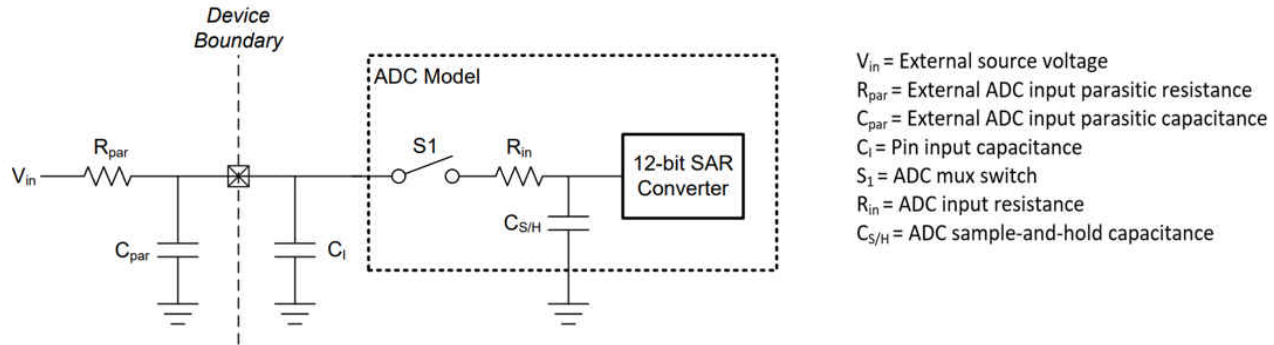 Device
Boundary
ADC Model
V_in
R_par
S1
R_in
12-bit SAR
Converter
C_par
C_I
C_S/H
V_in = External source voltage
R_par = External ADC input parasitic resistance
C_par = External ADC input parasitic capacitance
C_I = Pin input capacitance
S_1 = ADC mux switch
R_in = ADC input resistance
C_S/H = ADC sample-and-hold capacitance